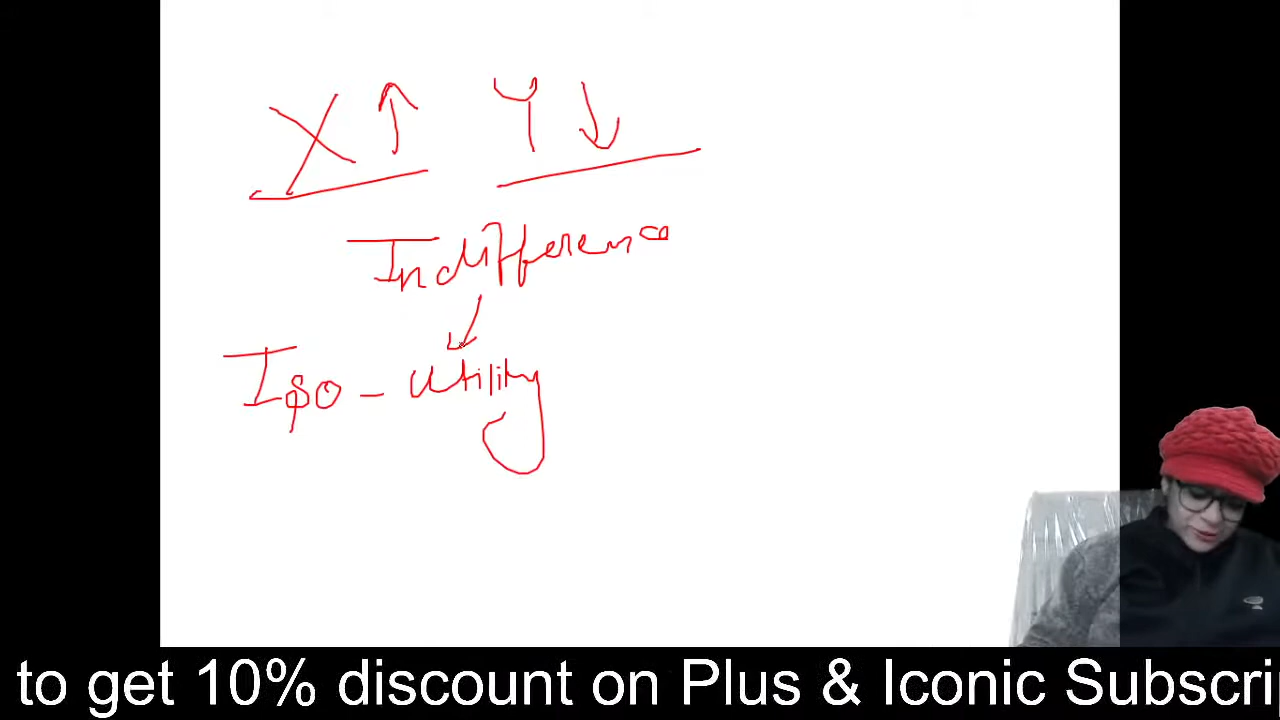 X ↑ Y ↓
Indifference
Iso - utility
to get 10% discount on Plus & Iconic Subscri